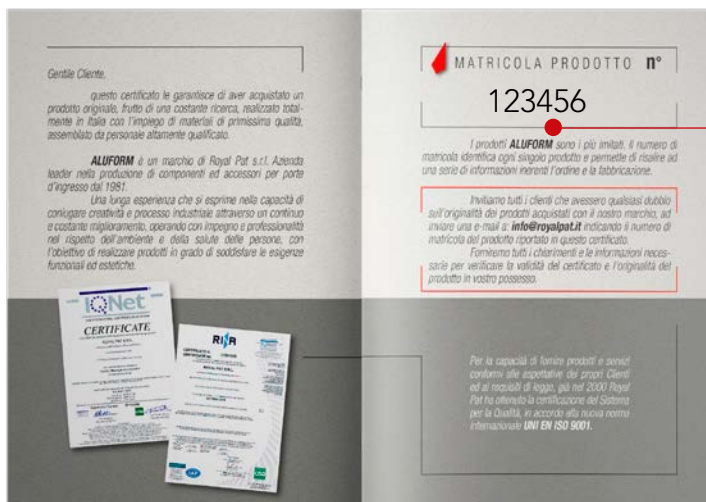 Gentile Cliente,
questo certificato le garantisce di aver acquistato un
prodotto originale, frutto di una costante ricerca, realizzato total-
mente in Italia con l'impiego di materiali di primissima qualità,
assemblato da personale altamente qualificato.
ALUFORM è un marchio di Royal Pat s.r.l. Azienda
leader nella produzione di componenti ed accessori per porte
d'ingresso dal 1981.
Una lunga esperienza che si esprime nella capacità di
coniugare creatività e processo industriale attraverso un continuo
e costante miglioramento, operando con impegno e professionalità
nel rispetto dell'ambiente e della salute delle persone, con
l'obiettivo di realizzare prodotti in grado di soddisfare le esigenze
funzionali ed estetiche.
IQNet
CERTIFICATE
RINA
ROYAL PAT S.R.L.
MATRICOLA PRODOTTO n°
123456
I prodotti ALUFORM sono i più imitati. Il numero di
matricola identifica ogni singolo prodotto e permette di risalire ad
una serie di informazioni inerenti l'ordine e la fabbricazione.
Invitiamo tutti i clienti che avessero qualsiasi dubbio
sull'originalità dei prodotti acquistati con il nostro marchio, ad
inviare una e-mail a: info@royalpat.it indicando il numero di
matricola del prodotto riportato in questo certificato.
Forniremo tutti i chiarimenti e le informazioni neces-
sarie per verificare la validità del certificato e l'originalità del
prodotto in vostro possesso.
Per la capacità di fornire prodotti e servizi
conformi alle aspettative dei propri Clienti
ed ai requisiti di legge, già nel 2000 Royal
Pat ha ottenuto la certificazione del Sistema
per la Qualità, in accordo alla nuova norma
internazionale UNI EN ISO 9001.